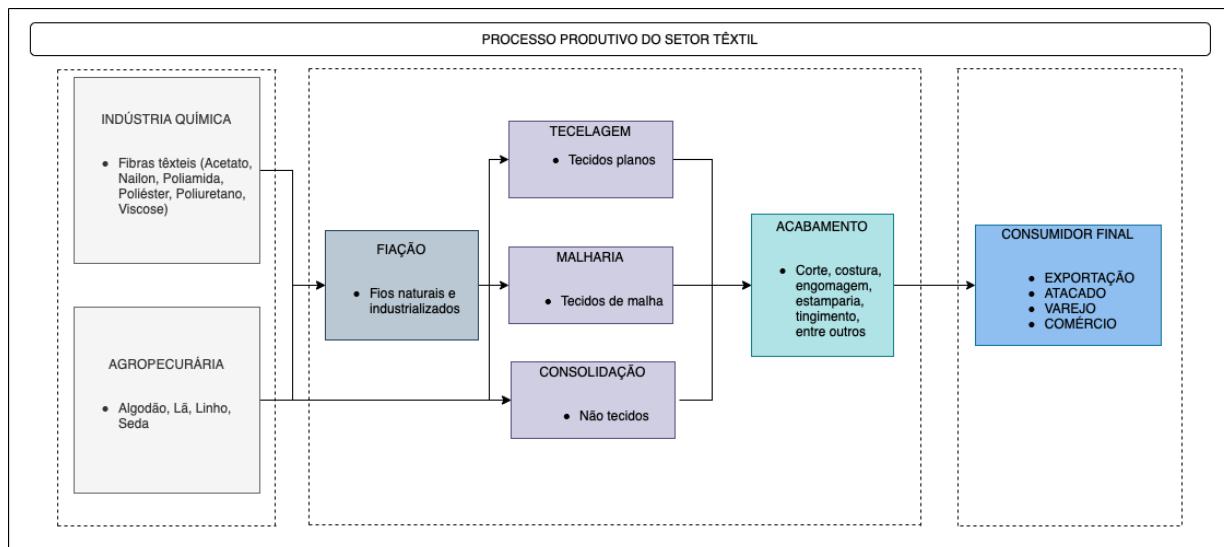 PROCESSO PRODUTIVO DO SETOR TÊXTIL
INDÚSTRIA QUÍMICA
● Fibras têxteis (Acetato,
Nailon, Poliamida,
Poliéster, Poliuretano,
Viscose)
AGROPECURÁRIA
● Algodão, Lã, Linho,
Seda
FIAÇÃO
● Fios naturais e
industrializados
TECELAGEM
● Tecidos planos
MALHARIA
● Tecidos de malha
CONSOLIDAÇÃO
● Não tecidos
ACABAMENTO
● Corte, costura,
engomagem,
estamparia,
tingimento,
entre outros
CONSUMIDOR FINAL
● EXPORTAÇÃO
● ATACADO
● VAREJO
● COMÉRCIO